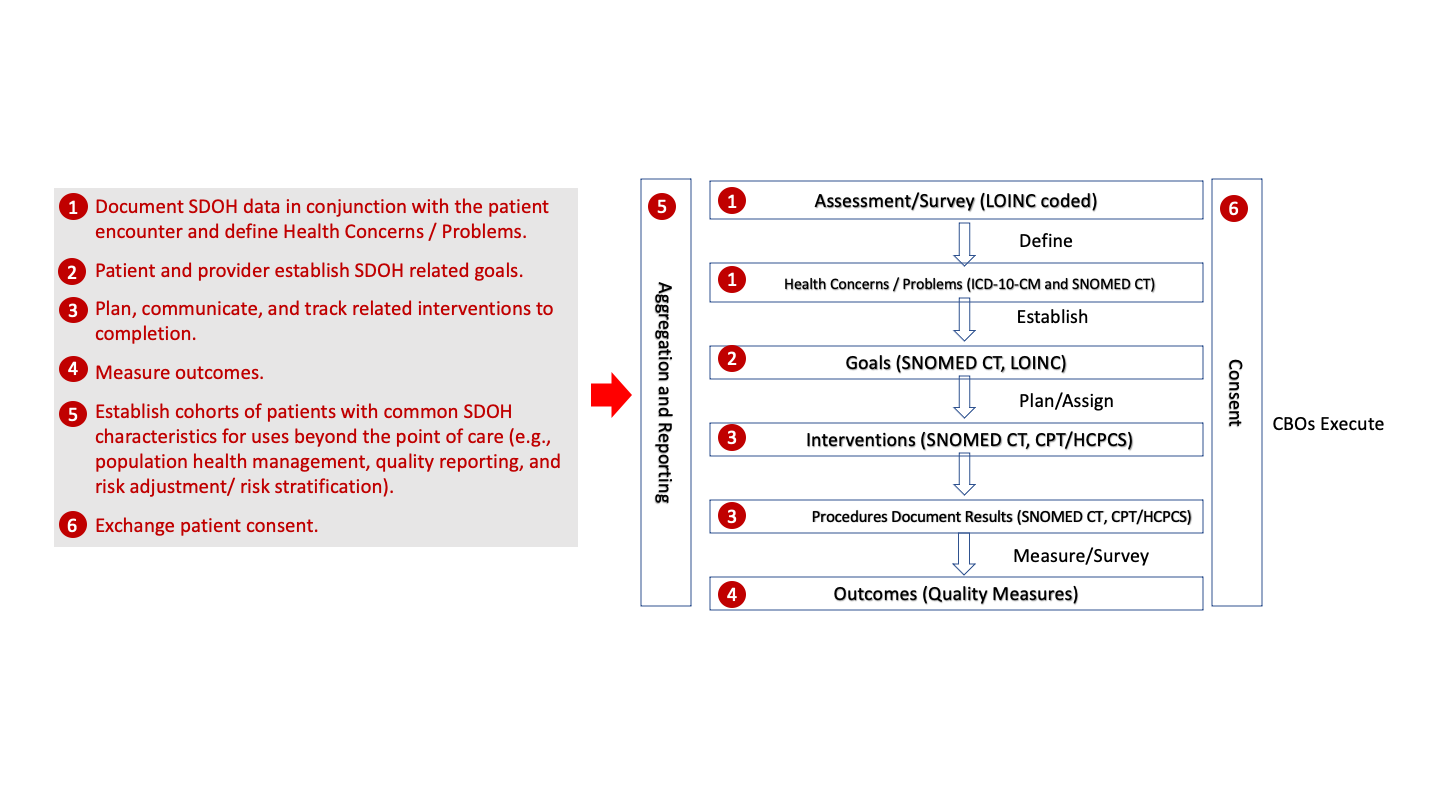 1 Document SDOH data in conjunction with the patient
encounter and define Health Concerns / Problems.
2 Patient and provider establish SDOH related goals.
3 Plan, communicate, and track related interventions to
completion.
4 Measure outcomes.
5 Establish cohorts of patients with common SDOH
characteristics for uses beyond the point of care (e.g.,
population health management, quality reporting, and
risk adjustment/ risk stratification).
6 Exchange patient consent.
5
Aggregation and Reporting
1 Assessment/Survey (LOINC coded)
Define
1 Health Concerns / Problems (ICD-10-CM and SNOMED CT)
Establish
2 Goals (SNOMED CT, LOINC)
Plan/Assign
3 Interventions (SNOMED CT, CPT/HCPCS)
3 Procedures Document Results (SNOMED CT, CPT/HCPCS)
Measure/Survey
4 Outcomes (Quality Measures)
6
Consent
CBOs Execute